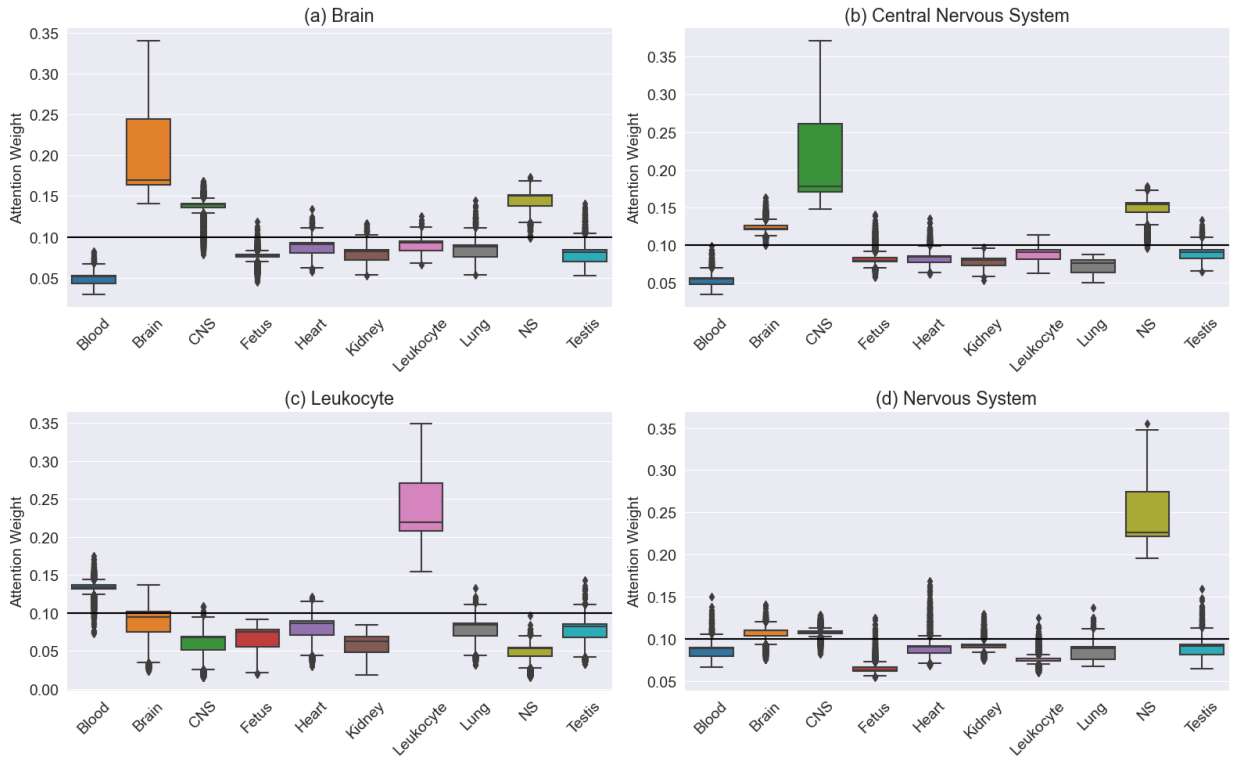 (a) Brain
Attention Weight
0.35
0.30
0.25
0.20
0.15
0.10
0.05
Blood
Brain
CNS
Fetus
Heart
Kidney
Leukocyte
Lung
NS
Testis
(b) Central Nervous System
Attention Weight
0.35
0.30
0.25
0.20
0.15
0.10
0.05
Blood
Brain
CNS
Fetus
Heart
Kidney
Leukocyte
Lung
NS
Testis
(c) Leukocyte
Attention Weight
0.35
0.30
0.25
0.20
0.15
0.10
0.05
0.00
Blood
Brain
CNS
Fetus
Heart
Kidney
Leukocyte
Lung
NS
Testis
(d) Nervous System
Attention Weight
0.35
0.30
0.25
0.20
0.15
0.10
0.05
Blood
Brain
CNS
Fetus
Heart
Kidney
Leukocyte
Lung
NS
Testis